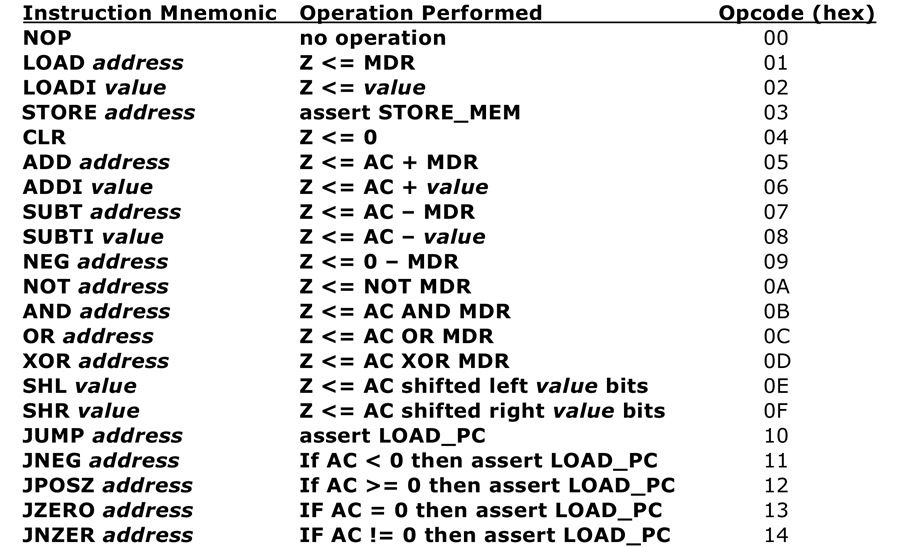 Instruction Mnemonic Operation Performed Opcode (hex)
NOP no operation 00
LOAD address Z <= MDR 01
LOADI value Z <= value 02
STORE address assert STORE_MEM 03
CLR Z <= 0 04
ADD address Z <= AC + MDR 05
ADDI value Z <= AC + value 06
SUBT address Z <= AC – MDR 07
SUBTI value Z <= AC – value 08
NEG address Z <= 0 – MDR 09
NOT address Z <= NOT MDR 0A
AND address Z <= AC AND MDR 0B
OR address Z <= AC OR MDR 0C
XOR address Z <= AC XOR MDR 0D
SHL value Z <= AC shifted left value bits 0E
SHR value Z <= AC shifted right value bits 0F
JUMP address assert LOAD_PC 10
JNEG address If AC < 0 then assert LOAD_PC 11
JPOSZ address If AC >= 0 then assert LOAD_PC 12
JZERO address IF AC = 0 then assert LOAD_PC 13
JNZER address IF AC != 0 then assert LOAD_PC 14